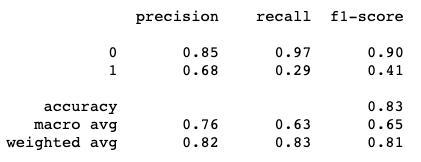 precision recall f1-score
0 0.85 0.97 0.90
1 0.68 0.29 0.41
accuracy 0.83
macro avg 0.76 0.63 0.65
weighted avg 0.82 0.83 0.81